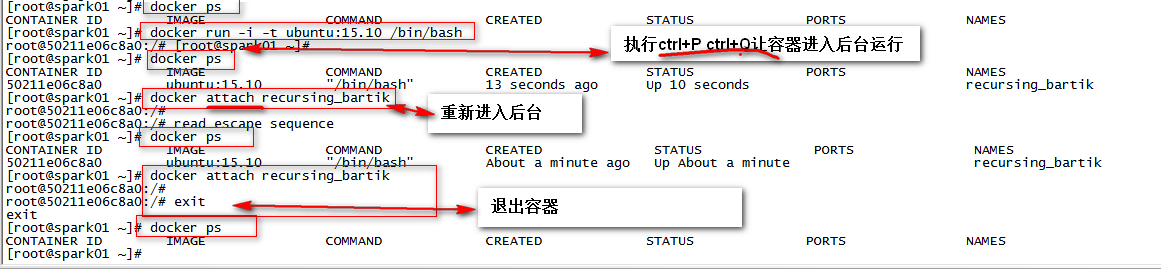 [root@spark01 ~]# docker ps
CONTAINER ID IMAGE COMMAND CREATED STATUS PORTS NAMES
[root@spark01 ~]# docker run -i -t ubuntu:15.10 /bin/bash
root@50211e06c8a0:/# [root@spark01 ~]#
执行ctrl+P ctrl+Q让容器进入后台运行
[root@spark01 ~]# docker ps
CONTAINER ID IMAGE COMMAND CREATED STATUS PORTS NAMES
50211e06c8a0 ubuntu:15.10 "/bin/bash" 13 seconds ago Up 10 seconds recursing_bartik
[root@spark01 ~]# docker attach recursing_bartik
重新进入后台
root@50211e06c8a0:/#
root@50211e06c8a0:/# read escape sequence
[root@spark01 ~]# docker ps
CONTAINER ID IMAGE COMMAND CREATED STATUS PORTS NAMES
50211e06c8a0 ubuntu:15.10 "/bin/bash" About a minute ago Up About a minute recursing_bartik
[root@spark01 ~]# docker attach recursing_bartik
root@50211e06c8a0:/#
root@50211e06c8a0:/# exit
退出容器
exit
[root@spark01 ~]# docker ps
CONTAINER ID IMAGE COMMAND CREATED STATUS PORTS NAMES
[root@spark01 ~]#